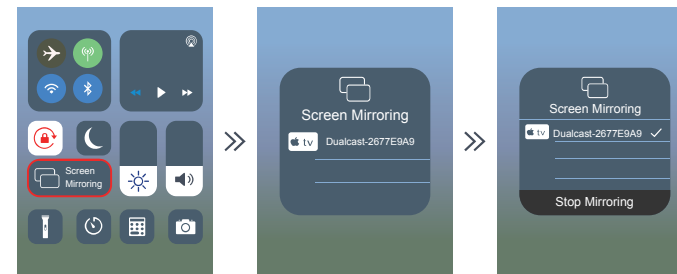 Screen
Mirroring
Screen Mirroring
tv Dualcast-2677E9A9
Screen Mirroring
tv Dualcast-2677E9A9
Stop Mirroring